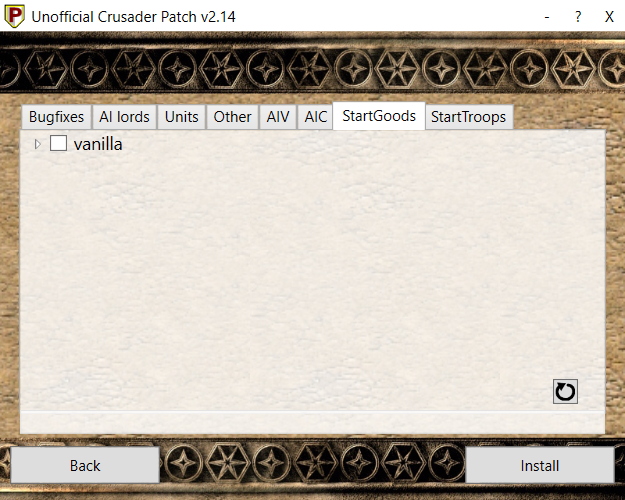 Unofficial Crusader Patch v2.14
- ? X
Bugfixes AI lords Units Other AIV AIC StartGoods StartTroops
vanilla
Back Install